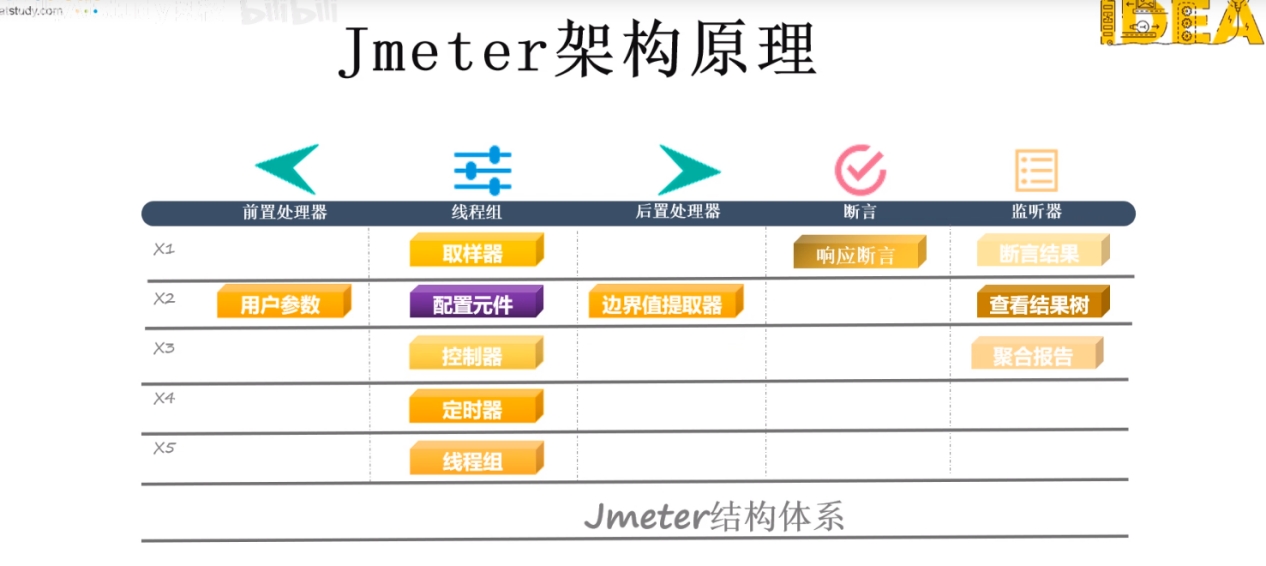 bilibili
IDEA
Jmeter架构原理
前置处理器 线程组 后置处理器 断言 监听器
X1 取样器 响应断言 断言结果
X2 用户参数 配置元件 边界值提取器 查看结果树
X3 控制器 聚合报告
X4 定时器
X5 线程组
Jmeter结构体系